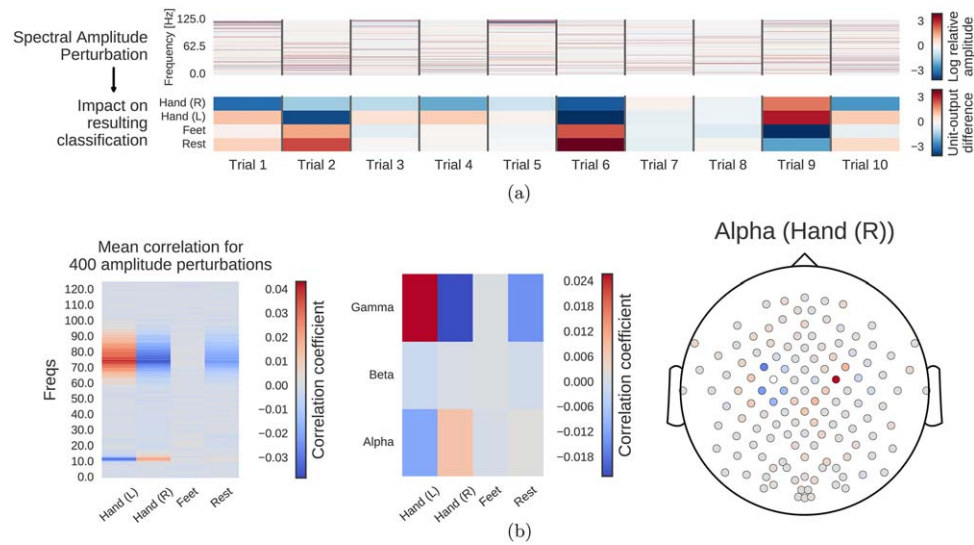 Spectral Amplitude
Perturbation
Impact on
resulting
classification
Frequency [Hz]
125.0
62.5
0.0
3
0
−3
Log relative
amplitude
Hand (R)
Hand (L)
Feet
Rest
3
0
−3
Unit-output
difference
Trial 1 Trial 2 Trial 3 Trial 4 Trial 5 Trial 6 Trial 7 Trial 8 Trial 9 Trial 10
(a)
Mean correlation for
400 amplitude perturbations
Freqs
120.0
110.0
100.0
90.0
80.0
70.0
60.0
50.0
40.0
30.0
20.0
10.0
0.0
Hand (L) Hand (R) Feet Rest
0.04
0.03
0.02
0.01
0.00
−0.01
−0.02
−0.03
Correlation coefficient
Gamma
Beta
Alpha
Hand (L) Hand (R) Feet Rest
0.024
0.018
0.012
0.006
0.000
−0.006
−0.012
−0.018
Correlation coefficient
Alpha (Hand (R))
(b)